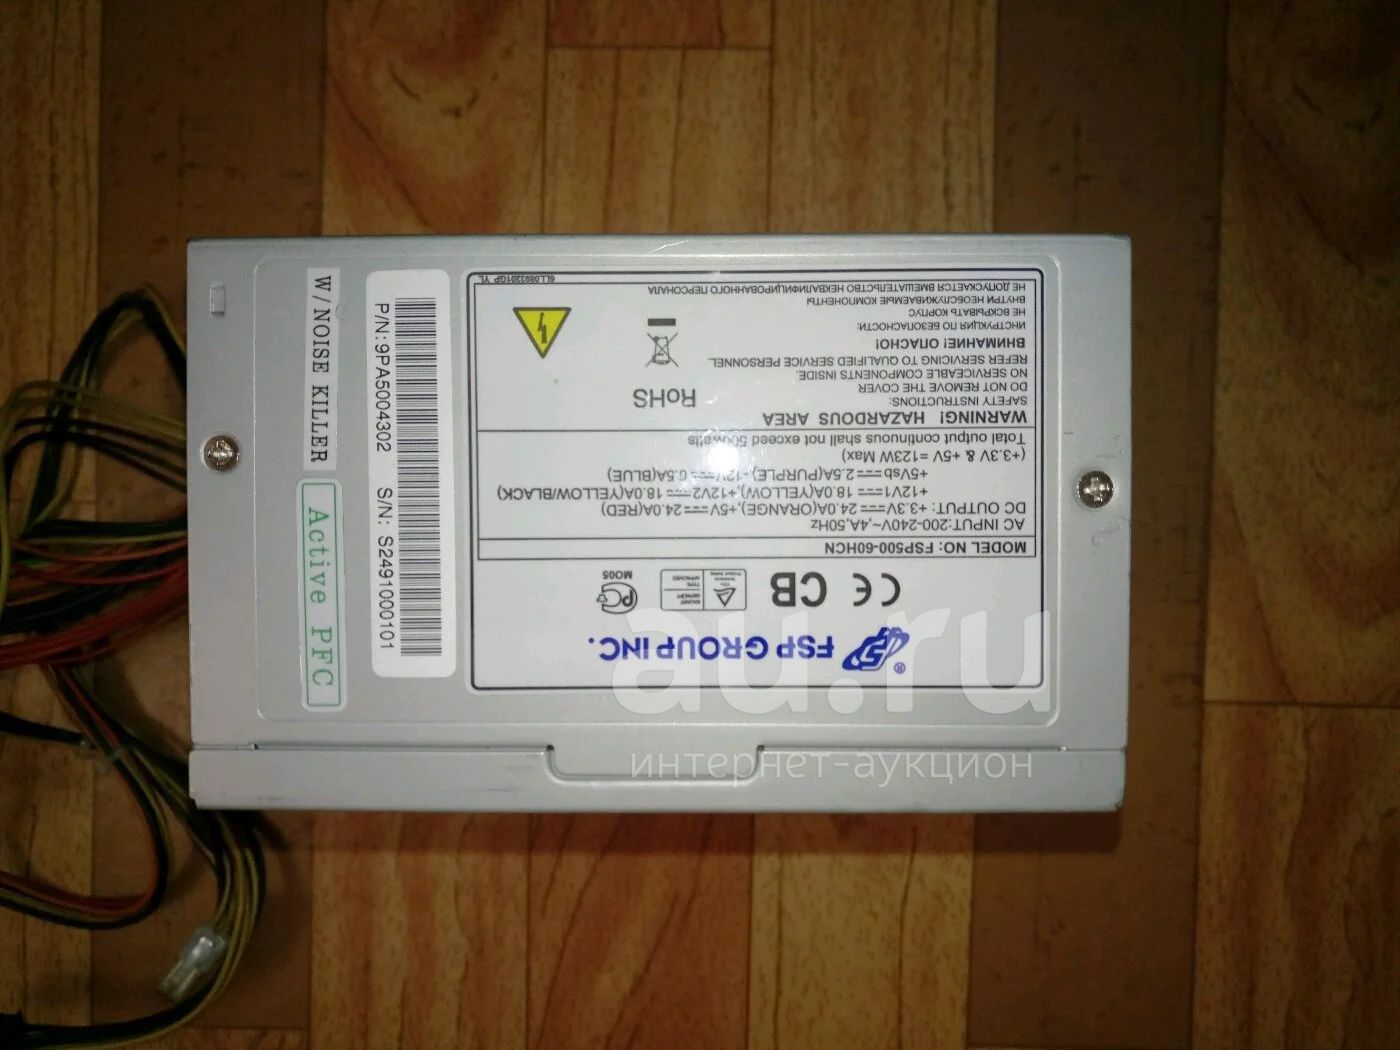 FSP GROUP INC.
®
CE CB
MO05
MODEL NO: FSP500-60HCN
AC INPUT: 200-240V~,4A,50Hz
DC OUTPUT: +3.3V 24.0A(ORANGE),+5V 24.0A(RED)
+12V1 18.0A(YELLOW),+12V2 18.0A(YELLOW/BLACK)
+5Vsb 2.5A(PURPLE),-12V 0.5A(BLUE)
(+3.3V & +5V =123W Max)
Total output continuous shall not exceed 500watts
WARNING! HAZARDOUS AREA
SAFETY INSTRUCTIONS:
DO NOT REMOVE THE COVER
NO SERVICEABLE COMPONENTS INSIDE.
REFER SERVICING TO QUALIFIED SERVICE PERSONNEL.
ВНИМАНИЕ! ОПАСНО!
ИНСТРУКЦИЯ ПО БЕЗОПАСНОСТИ:
НЕ ВСКРЫВАТЬ КОРПУС
ВНУТРИ НЕОБСЛУЖИВАЕМЫЕ КОМПОНЕНТЫ
НЕ ДОПУСКАЕТСЯ ВМЕШАТЕЛЬСТВО НЕКВАЛИФИЦИРОВАННОГО ПЕРСОНАЛА
RoHS
6LL0893201GP YL
P/N:9PA5004302 S/N: S2491000101
W/NOISE KILLER
Active PFC
au.ru
интернет-аукцион